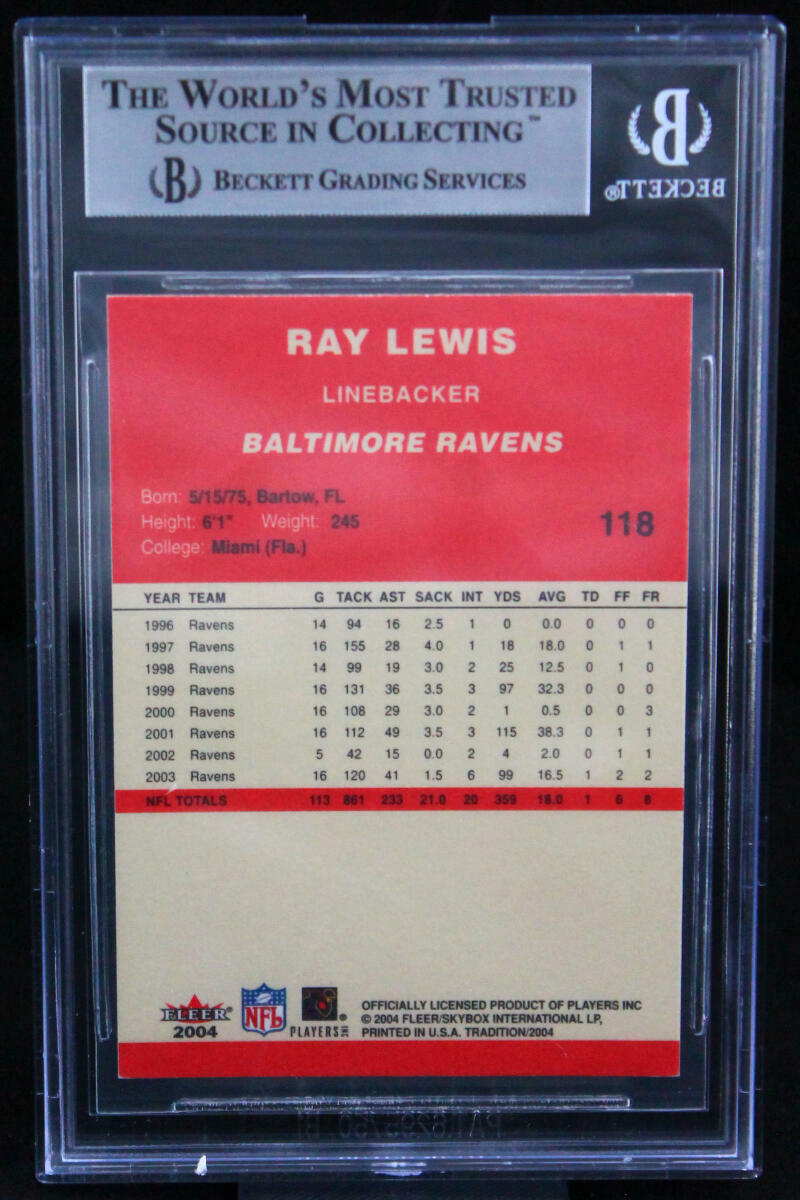 THE WORLD'S MOST TRUSTED
SOURCE IN COLLECTING™
B BECKETT GRADING SERVICES
B
BECKETT®
RAY LEWIS
LINEBACKER
BALTIMORE RAVENS
Born: 5/15/75, Bartow, FL
Height: 6'1" Weight: 245
College: Miami (Fla.)
118
YEAR TEAM G TACK AST SACK INT YDS AVG TD FF FR
1996 Ravens 14 94 16 2.5 1 0 0.0 0 0 0
1997 Ravens 16 155 28 4.0 1 18 18.0 0 1 1
1998 Ravens 14 99 19 3.0 2 25 12.5 0 1 0
1999 Ravens 16 131 36 3.5 3 97 32.3 0 0 0
2000 Ravens 16 108 29 3.0 2 1 0.5 0 0 3
2001 Ravens 16 112 49 3.5 3 115 38.3 0 1 1
2002 Ravens 5 42 15 0.0 2 4 2.0 0 1 1
2003 Ravens 16 120 41 1.5 6 99 16.5 1 2 2
NFL TOTALS 113 861 233 21.0 20 359 18.0 1 6 8
FLEER®
2004
NFL
PLAYERS INC
OFFICIALLY LICENSED PRODUCT OF PLAYERS INC
© 2004 FLEER/SKYBOX INTERNATIONAL LP,
PRINTED IN U.S.A. TRADITION/2004